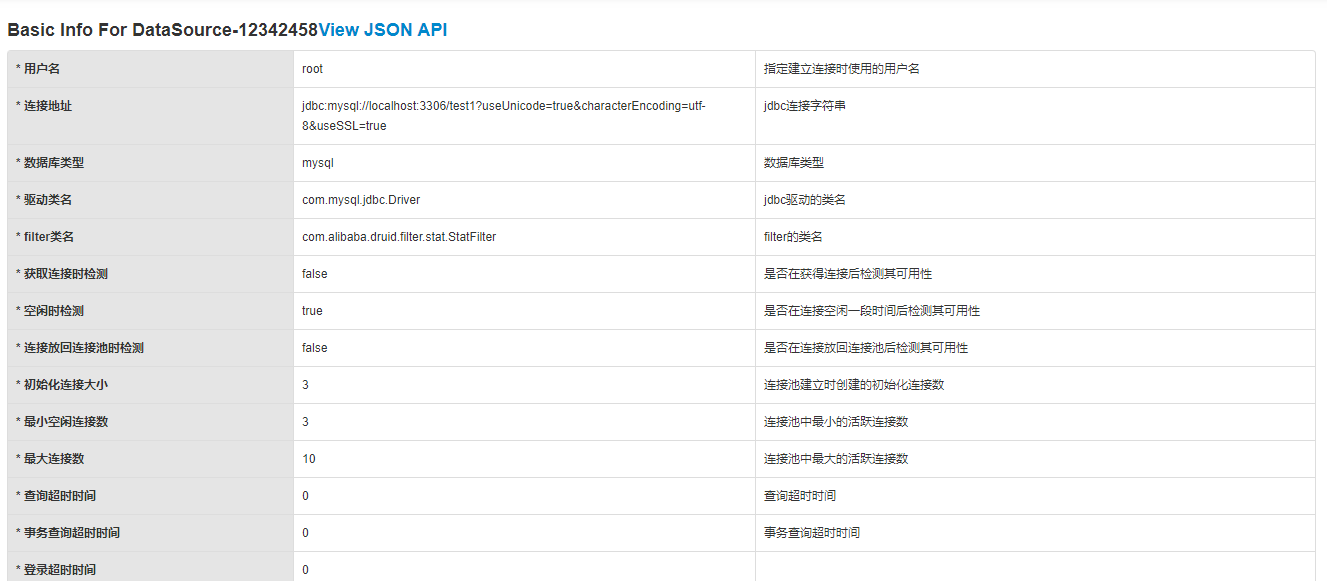 Basic Info For DataSource-12342458View JSON API
* 用户名 root 指定建立连接时使用的用户名
* 连接地址 jdbc:mysql://localhost:3306/test1?useUnicode=true&characterEncoding=utf- jdbc连接字符串
8&useSSL=true
* 数据库类型 mysql 数据库类型
* 驱动类名 com.mysql.jdbc.Driver jdbc驱动的类名
* filter类名 com.alibaba.druid.filter.stat.StatFilter filter的类名
* 获取连接时检测 false 是否在获得连接后检测其可用性
* 空闲时检测 true 是否在连接空闲一段时间后检测其可用性
* 连接放回连接池时检测 false 是否在连接放回连接池后检测其可用性
* 初始化连接大小 3 连接池建立时创建的初始化连接数
* 最小空闲连接数 3 连接池中最小的活跃连接数
* 最大连接数 10 连接池中最大的活跃连接数
* 查询超时时间 0 查询超时时间
* 事务查询超时时间 0 事务查询超时时间
* 登录超时时间 0